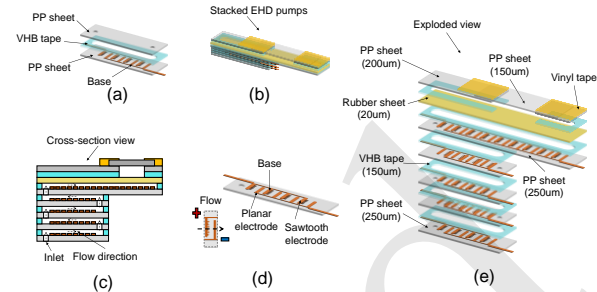 PP sheet
VHB tape
PP sheet
Base
(a)
Stacked EHD pumps
(b)
Cross-section view
Inlet
Flow direction
(c)
Base
Flow
Planar
electrode
Sawtooth
electrode
(d)
Exploded view
PP sheet
(200um)
PP sheet
(150um)
Vinyl tape
Rubber sheet
(20um)
VHB tape
(150um)
PP sheet
(250um)
PP sheet
(250um)
(e)